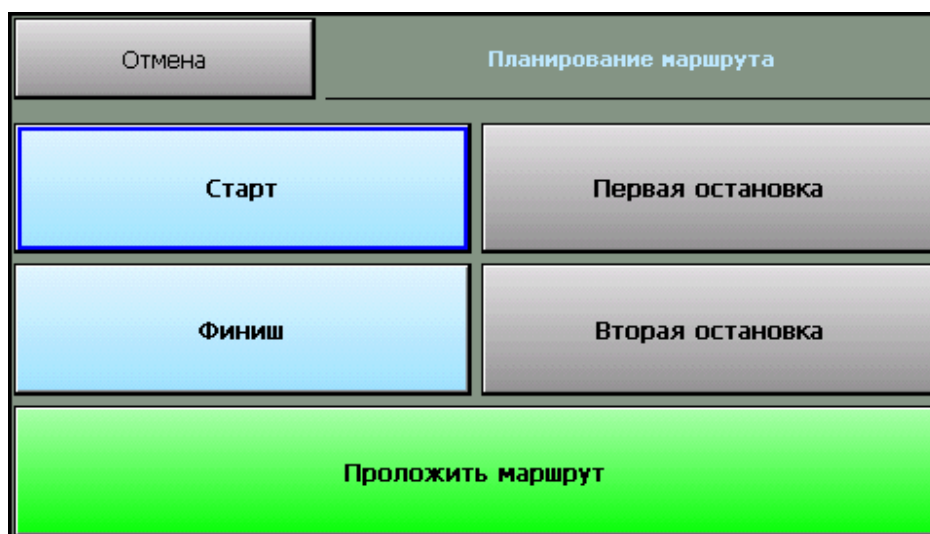 Отмена
Планирование маршрута
Старт
Первая остановка
Финиш
Вторая остановка
Проложить маршрут